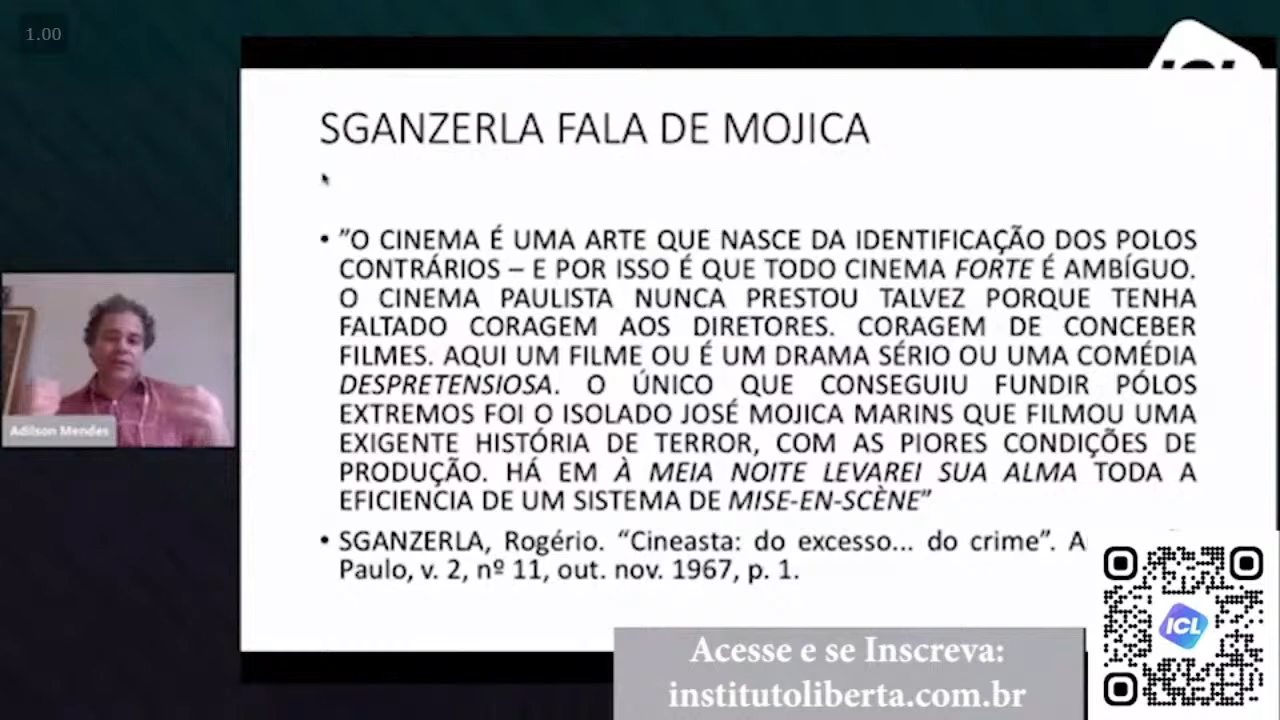 1.00
ICL
SGANZERLA FALA DE MOJICA
• ”O CINEMA É UMA ARTE QUE NASCE DA IDENTIFICAÇÃO DOS POLOS
CONTRÁRIOS – E POR ISSO É QUE TODO CINEMA FORTE É AMBÍGUO.
O CINEMA PAULISTA NUNCA PRESTOU TALVEZ PORQUE TENHA
FALTADO CORAGEM AOS DIRETORES. CORAGEM DE CONCEBER
FILMES. AQUI UM FILME OU É UM DRAMA SÉRIO OU UMA COMÉDIA
DESPRETENSIOSA. O ÚNICO QUE CONSEGUIU FUNDIR PÓLOS
EXTREMOS FOI O ISOLADO JOSÉ MOJICA MARINS QUE FILMOU UMA
EXIGENTE HISTÓRIA DE TERROR, COM AS PIORES CONDIÇÕES DE
PRODUÇÃO. HÁ EM À MEIA NOITE LEVAREI SUA ALMA TODA A
EFICIENCIA DE UM SISTEMA DE MISE-EN-SCÈNE”
• SGANZERLA, Rogério. “Cineasta: do excesso... do crime”. A
Paulo, v. 2, nº 11, out. nov. 1967, p. 1.
Adilson Mendes
ICL
Acesse e se Inscreva:
institutoliberta.com.br